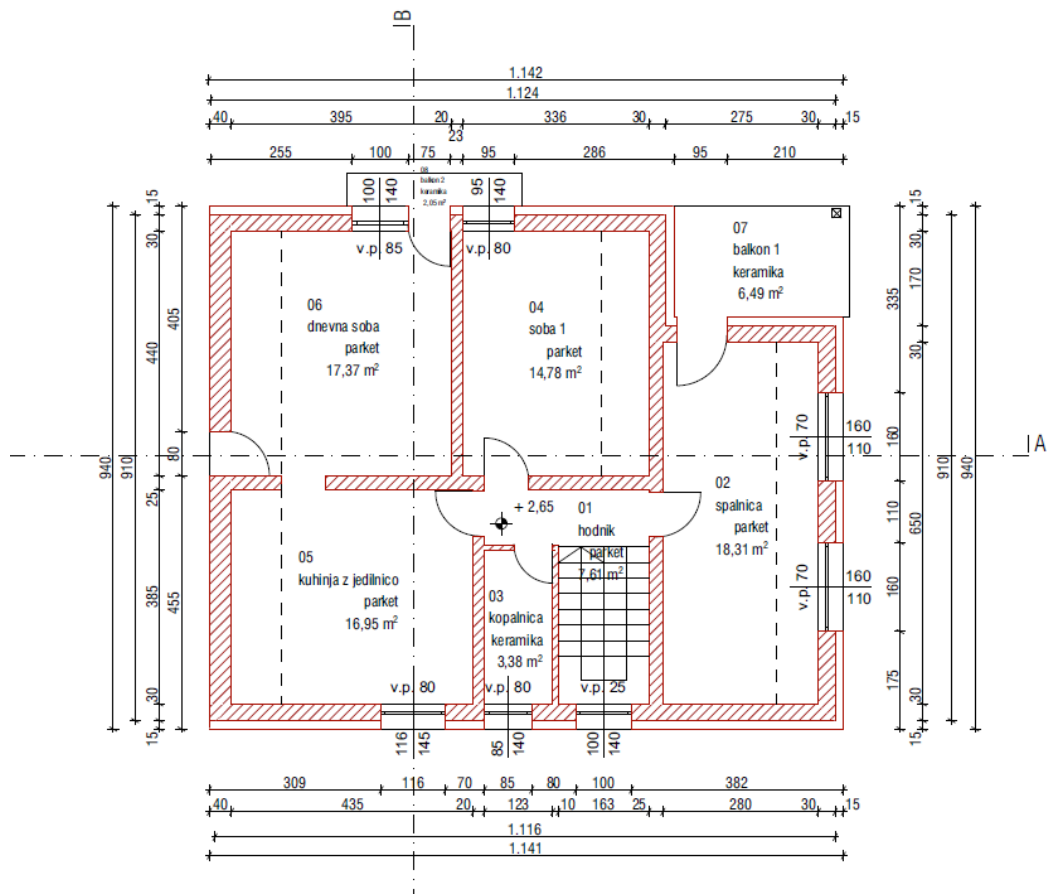 B
1.142
1.124
40 395 20 336 30 275 30 15
23
255 100 75 95 286 95 210
08
balkon 2
keramika
2,05 m²
100
140
95
140
v.p. 85
v.p. 80
07
balkon 1
keramika
6,49 m²
06
dnevna soba
parket
17,37 m²
04
soba 1
parket
14,78 m²
15
30
440
25
385
30
15
405
80
455
940
910
15
335
160
110
160
175
15
30
170
30
650
30
910
940
v.p. 70
160
110
A
02
spalnica
parket
18,31 m²
v.p. 70
160
110
+ 2,65
01
hodnik
parket
7,61 m²
05
kuhinja z jedilnico
parket
16,95 m²
03
kopalnica
keramika
3,38 m²
v.p. 80
v.p. 80
v.p. 25
116
145
85
140
100
140
309 116 70 85 80 100 382
40 435 20 123 10 163 25 280 30 15
1.116
1.141